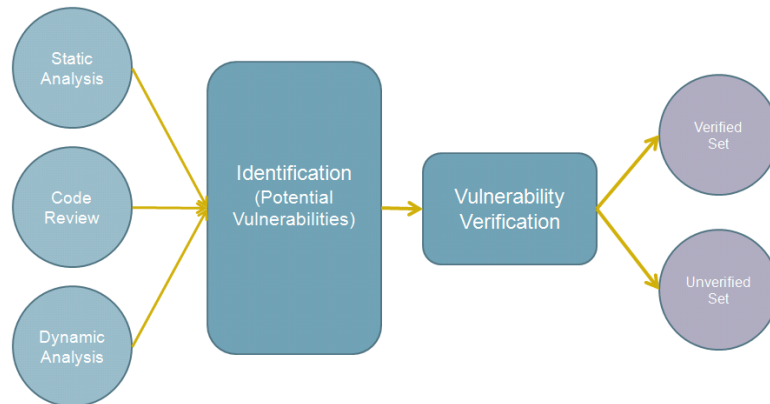 Static
Analysis
Code
Review
Dynamic
Analysis
Identification
(Potential
Vulnerabilities)
Vulnerability
Verification
Verified
Set
Unverified
Set